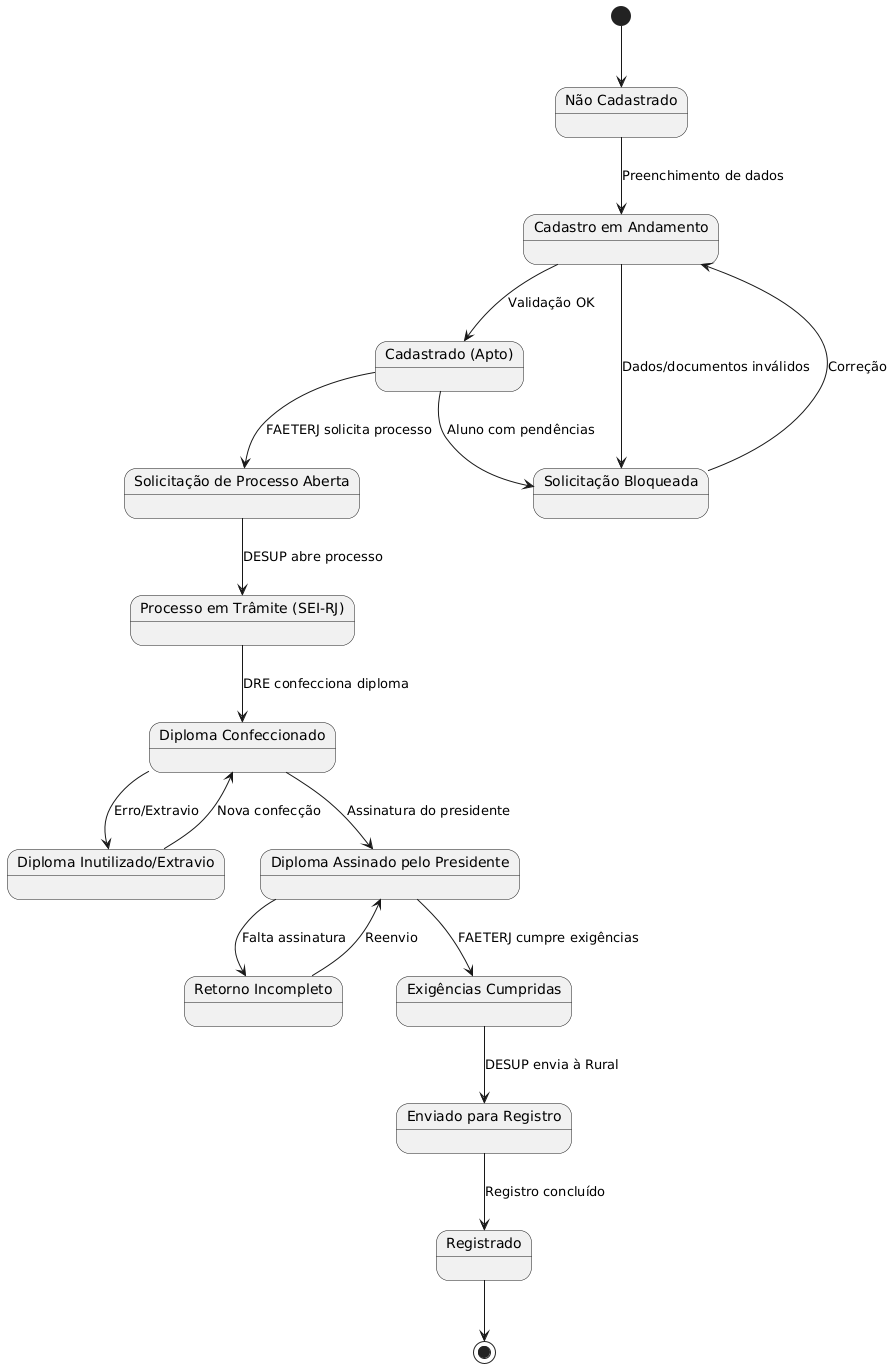 Não Cadastrado
Preenchimento de dados
Cadastro em Andamento
Validação OK
Cadastrado (Apto)
Dados/documentos inválidos
Correção
FAETERJ solicita processo
Aluno com pendências
Solicitação de Processo Aberta
Solicitação Bloqueada
DESUP abre processo
Processo em Trâmite (SEI-RJ)
DRE confecciona diploma
Diploma Confeccionado
Erro/Extravio
Nova confecção
Assinatura do presidente
Diploma Inutilizado/Extravio
Diploma Assinado pelo Presidente
Falta assinatura
Reenvio
FAETERJ cumpre exigências
Retorno Incompleto
Exigências Cumpridas
DESUP envia à Rural
Enviado para Registro
Registro concluído
Registrado